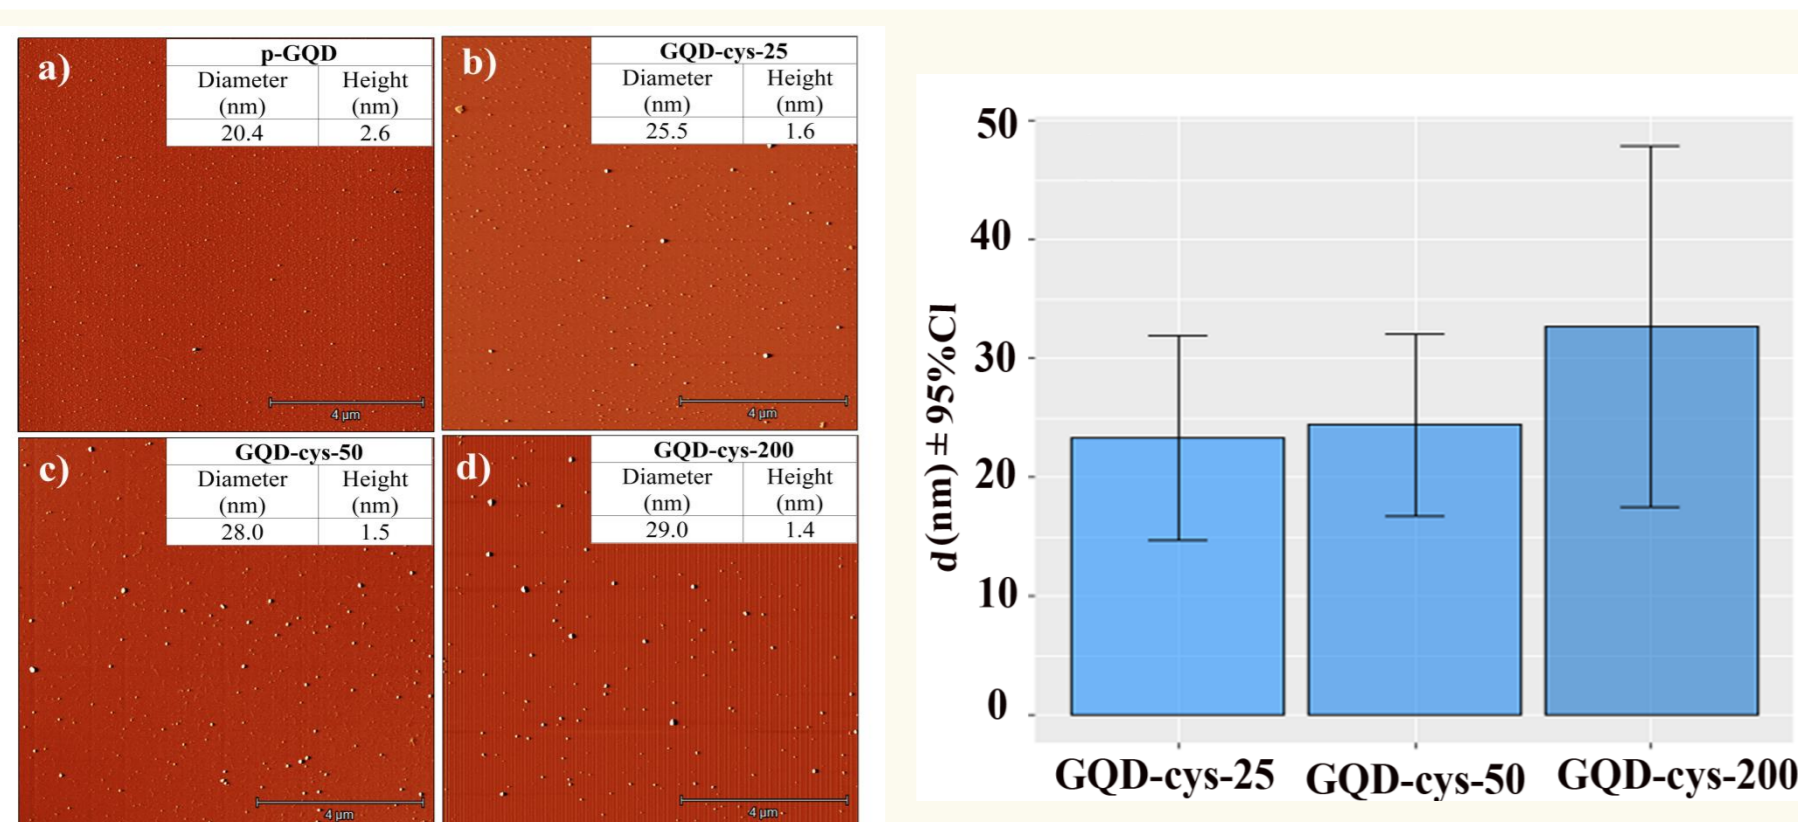 a)
p-GQD
Diameter (nm) Height (nm)
20.4 2.6
4 µm
b)
GQD-cys-25
Diameter (nm) Height (nm)
25.5 1.6
4 µm
c)
GQD-cys-50
Diameter (nm) Height (nm)
28.0 1.5
4 µm
d)
GQD-cys-200
Diameter (nm) Height (nm)
29.0 1.4
4 µm
d(nm) ± 95%CI
50
40
30
20
10
0
GQD-cys-25 GQD-cys-50 GQD-cys-200